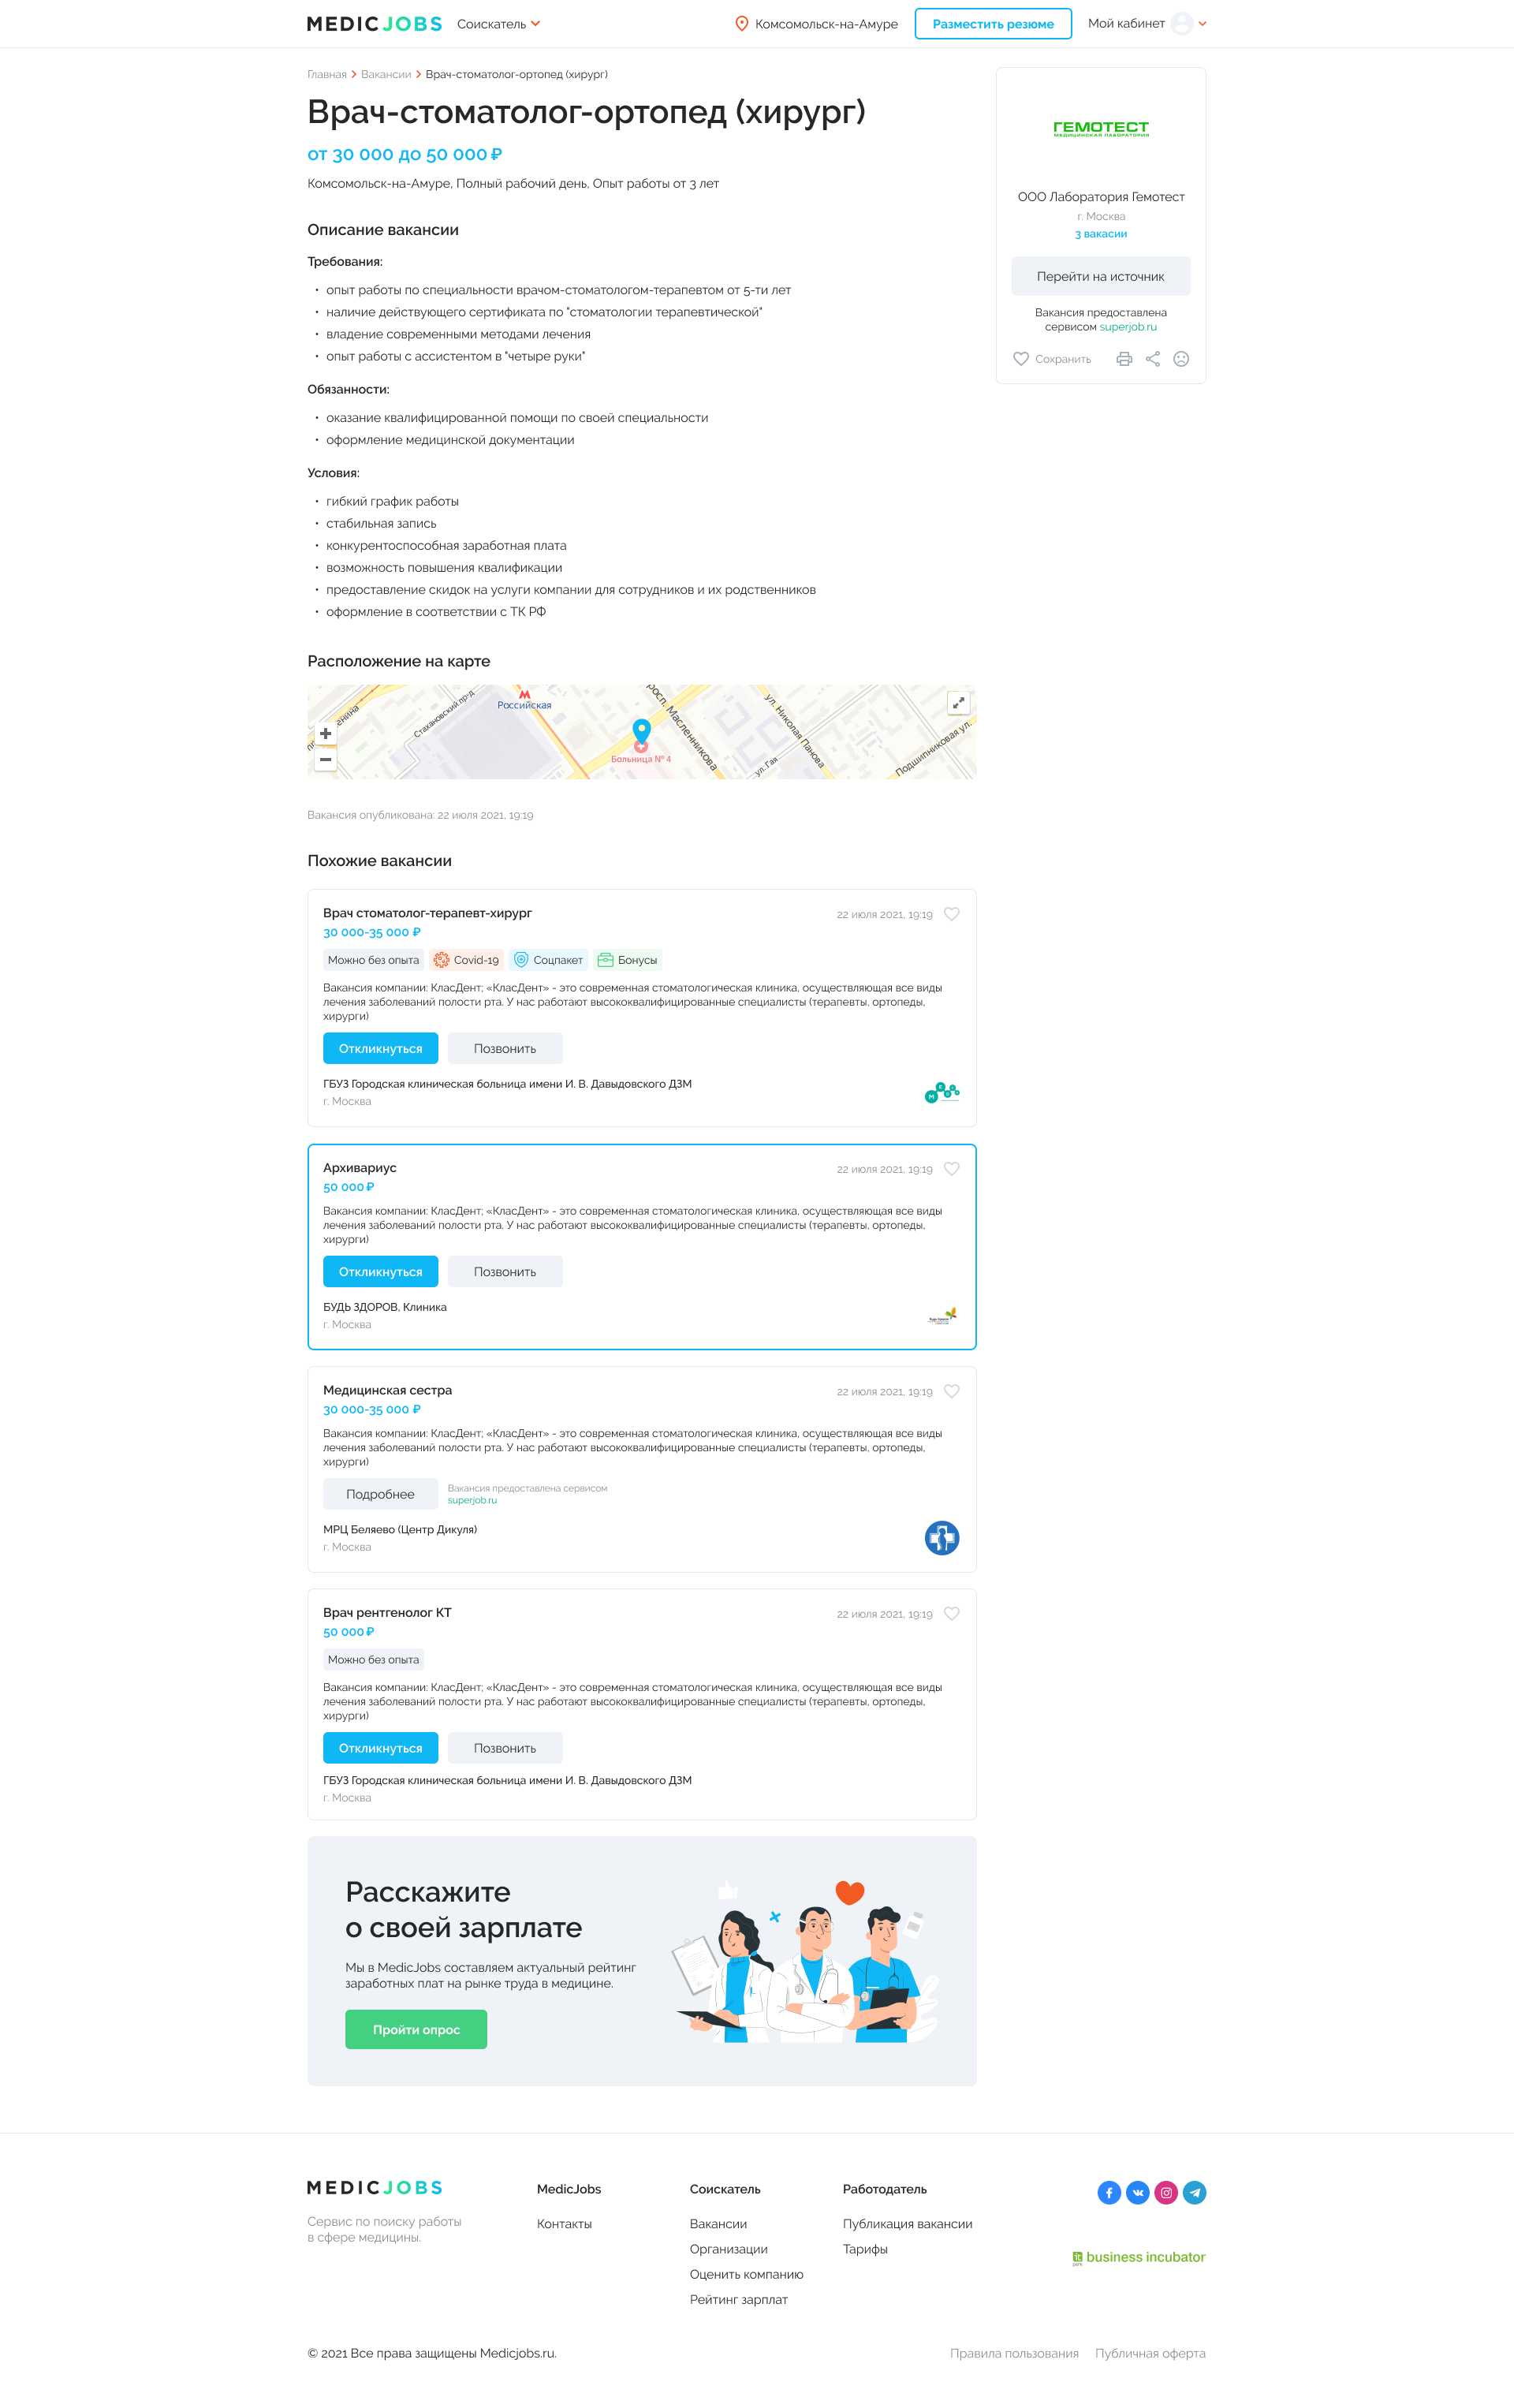 MEDICJOBS
Соискатель
Комсомольск-на-Амуре
Разместить резюме
Мой кабинет
Главная
Вакансии
Врач-стоматолог-ортопед (хирург)
Врач-стоматолог-ортопед (хирург)
от 30 000 до 50 000 ₽
Комсомольск-на-Амуре, Полный рабочий день, Опыт работы от 3 лет
Описание вакансии
Требования:
• опыт работы по специальности врачом-стоматологом-терапевтом от 5-ти лет
• наличие действующего сертификата по "стоматологии терапевтической"
• владение современными методами лечения
• опыт работы с ассистентом в "четыре руки"
Обязанности:
• оказание квалифицированной помощи по своей специальности
• оформление медицинской документации
Условия:
• гибкий график работы
• стабильная запись
• конкурентоспособная заработная плата
• возможность повышения квалификации
• предоставление скидок на услуги компании для сотрудников и их родственников
• оформление в соответствии с ТК РФ
ГЕМОТЕСТ
МЕДИЦИНСКАЯ ЛАБОРАТОРИЯ
ООО Лаборатория Гемотест
г. Москва
3 вакасии
Перейти на источник
Вакансия предоставлена
сервисом superjob.ru
Сохранить
Расположение на карте
Стахановский пр-д
Российская
просп. Масленникова
ул. Николая Панова
Больница № 4
ул. Гая
Подшипниковая ул.
Вакансия опубликована: 22 июля 2021, 19:19
Похожие вакансии
Врач стоматолог-терапевт-хирург
22 июля 2021, 19:19
30 000-35 000 ₽
Можно без опыта
Covid-19
Соцпакет
Бонусы
Вакансия компании: КласДент; «КласДент» - это современная стоматологическая клиника, осуществляющая все виды
лечения заболеваний полости рта. У нас работают высококвалифицированные специалисты (терапевты, ортопеды,
хирурги)
Откликнуться
Позвонить
ГБУЗ Городская клиническая больница имени И. В. Давыдовского ДЗМ
г. Москва
Архивариус
22 июля 2021, 19:19
50 000 ₽
Вакансия компании: КласДент; «КласДент» - это современная стоматологическая клиника, осуществляющая все виды
лечения заболеваний полости рта. У нас работают высококвалифицированные специалисты (терапевты, ортопеды,
хирурги)
Откликнуться
Позвонить
БУДЬ ЗДОРОВ, Клиника
г. Москва
Медицинская сестра
22 июля 2021, 19:19
30 000-35 000 ₽
Вакансия компании: КласДент; «КласДент» - это современная стоматологическая клиника, осуществляющая все виды
лечения заболеваний полости рта. У нас работают высококвалифицированные специалисты (терапевты, ортопеды,
хирурги)
Подробнее
Вакансия предоставлена сервисом
superjob.ru
МРЦ Беляево (Центр Дикуля)
г. Москва
Врач рентгенолог КТ
22 июля 2021, 19:19
50 000 ₽
Можно без опыта
Вакансия компании: КласДент; «КласДент» - это современная стоматологическая клиника, осуществляющая все виды
лечения заболеваний полости рта. У нас работают высококвалифицированные специалисты (терапевты, ортопеды,
хирурги)
Откликнуться
Позвонить
ГБУЗ Городская клиническая больница имени И. В. Давыдовского ДЗМ
г. Москва
Расскажите
о своей зарплате
Мы в MedicJobs составляем актуальный рейтинг
заработных плат на рынке труда в медицине.
Пройти опрос
MEDICJOBS
Сервис по поиску работы
в сфере медицины.
MedicJobs
Контакты
Соискатель
Вакансии
Организации
Оценить компанию
Рейтинг зарплат
Работодатель
Публикация вакансии
Тарифы
it park business incubator
© 2021 Все права защищены Medicjobs.ru.
Правила пользования
Публичная оферта